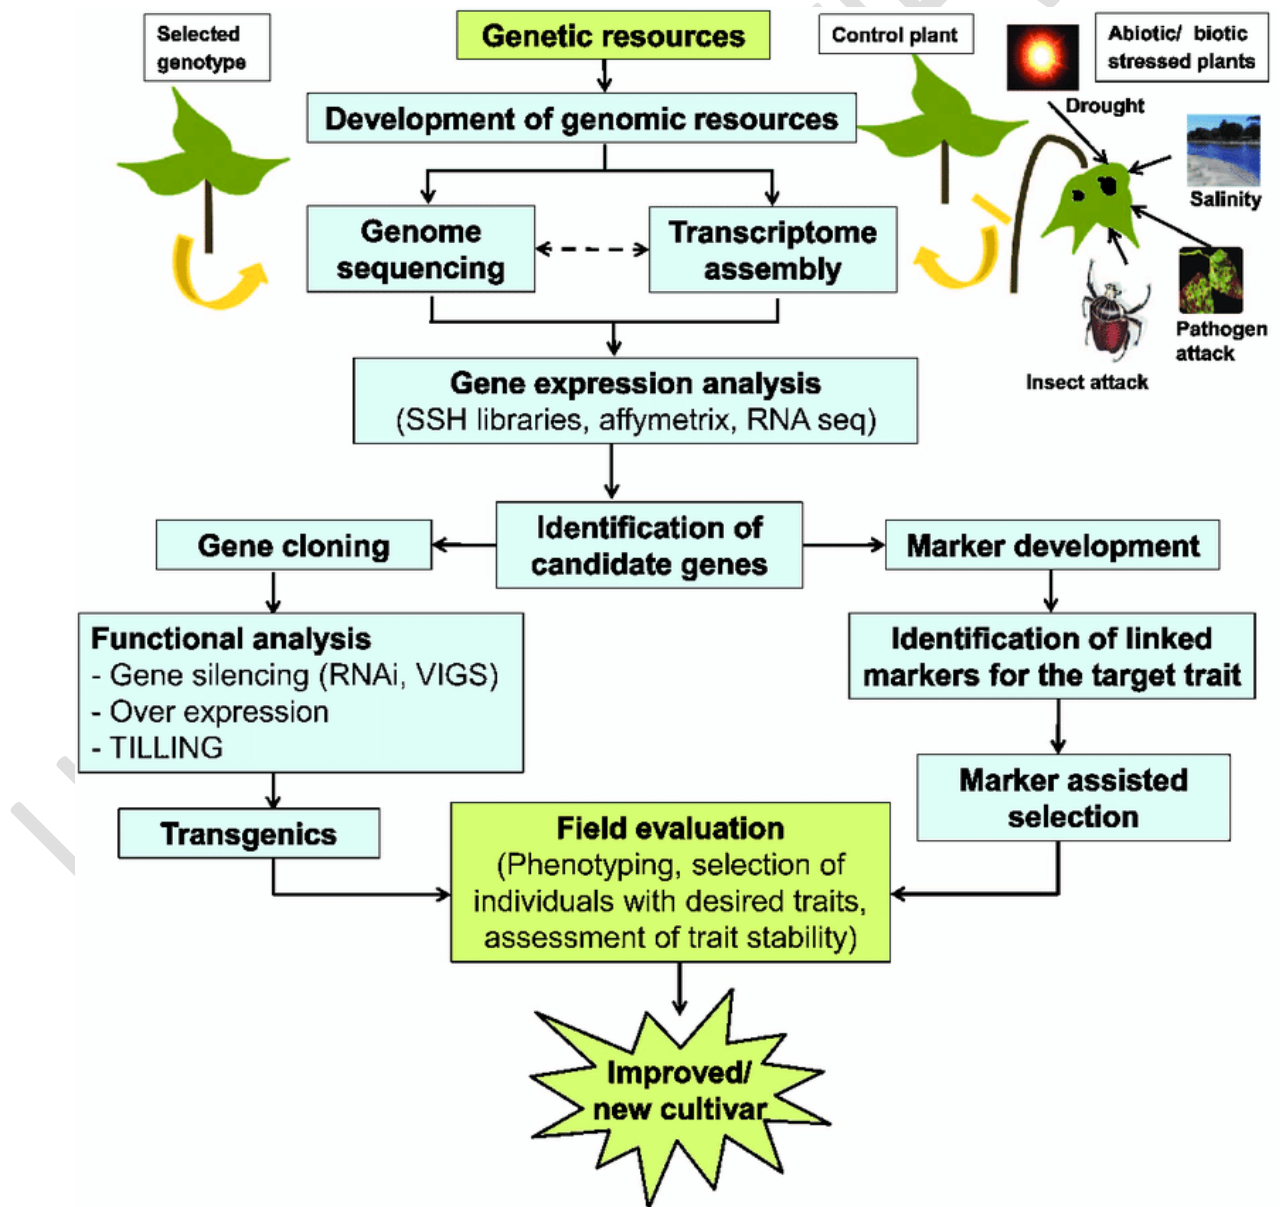 Selected
genotype
Genetic resources
Control plant
Abiotic/ biotic
stressed plants
Drought
Development of genomic resources
Salinity
Genome
sequencing
Transcriptome
assembly
Pathogen
attack
Insect attack
Gene expression analysis
(SSH libraries, affymetrix, RNA seq)
Identification of
candidate genes
Gene cloning
Marker development
Functional analysis
- Gene silencing (RNAi, VIGS)
- Over expression
- TILLING
Identification of linked
markers for the target trait
Transgenics
Marker assisted
selection
Field evaluation
(Phenotyping, selection of
individuals with desired traits,
assessment of trait stability)
Improved/
new cultivar